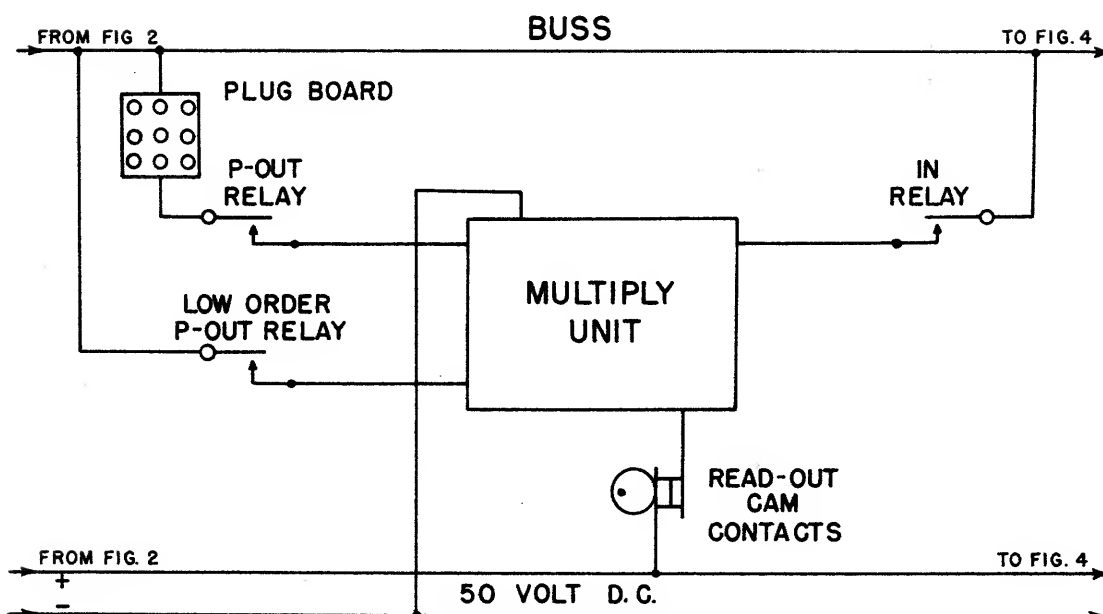 BUSS
FROM FIG 2
TO FIG. 4
PLUG BOARD
P-OUT
RELAY
IN
RELAY
LOW ORDER
P-OUT RELAY
MULTIPLY
UNIT
READ-OUT
CAM
CONTACTS
FROM FIG. 2
TO FIG. 4
+
50 VOLT D.C.
-